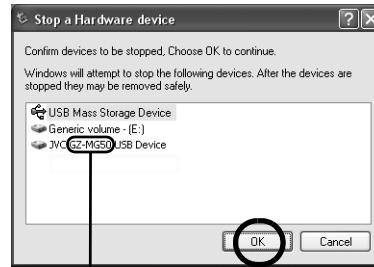 Stop a Hardware device
Confirm devices to be stopped, Choose OK to continue.
Windows will attempt to stop the following devices. After the devices are
stopped they may be removed safely.
USB Mass Storage Device
Generic volume - (E:)
JVC GZ-MG50 USB Device
OK Cancel